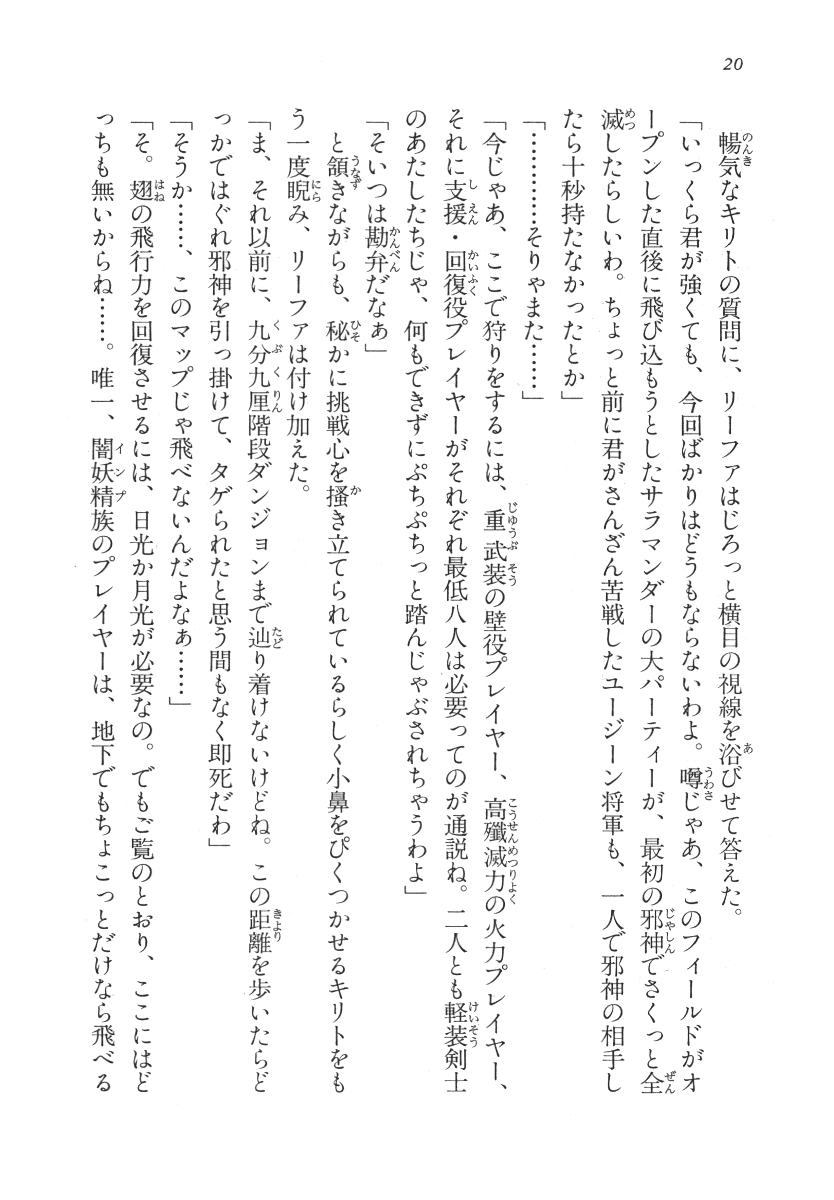 20
暢気なキリトの質問に、リーファはじろっと横目の視線を浴びせて答えた。
「いっくら君が強くても、今回ばかりはどうもならないわよ。噂じゃあ、このフィールドがオ
ープンした直後に飛び込もうとしたサラマンダーの大パーティーが、最初の邪神でさくっと全
滅したらしいわ。ちょっと前に君がさんざん苦戦したユージーン将軍も、一人で邪神の相手し
たら十秒持たなかったとか」
「…………そりゃまた……」
「今じゃあ、ここで狩りをするには、重武装の壁役プレイヤー、高殲滅力の火力プレイヤー、
それに支援・回復役プレイヤーがそれぞれ最低八人は必要ってのが通説ね。二人とも軽装剣士
のあたしたちじゃ、何もできずにぷちぷちっと踏んじゃぶされちゃうわよ」
「そいつは勘弁だなぁ」
と頷きながらも、秘かに挑戦心を掻き立てられているらしく小鼻をぴくつかせるキリトをも
う一度睨み、リーファは付け加えた。
「ま、それ以前に、九分九厘階段ダンジョンまで辿り着けないけどね。この距離を歩いたらど
っかではぐれ邪神を引っ掛けて、タゲられたと思う間もなく即死だわ」
「そうか……、このマップじゃ飛べないんだよなぁ……」
「そ。翅の飛行力を回復させるには、日光か月光が必要なの。でもご覧のとおり、ここにはど
っちも無いからね……。唯一、闇妖精族のプレイヤーは、地下でもちょこっとだけなら飛べる